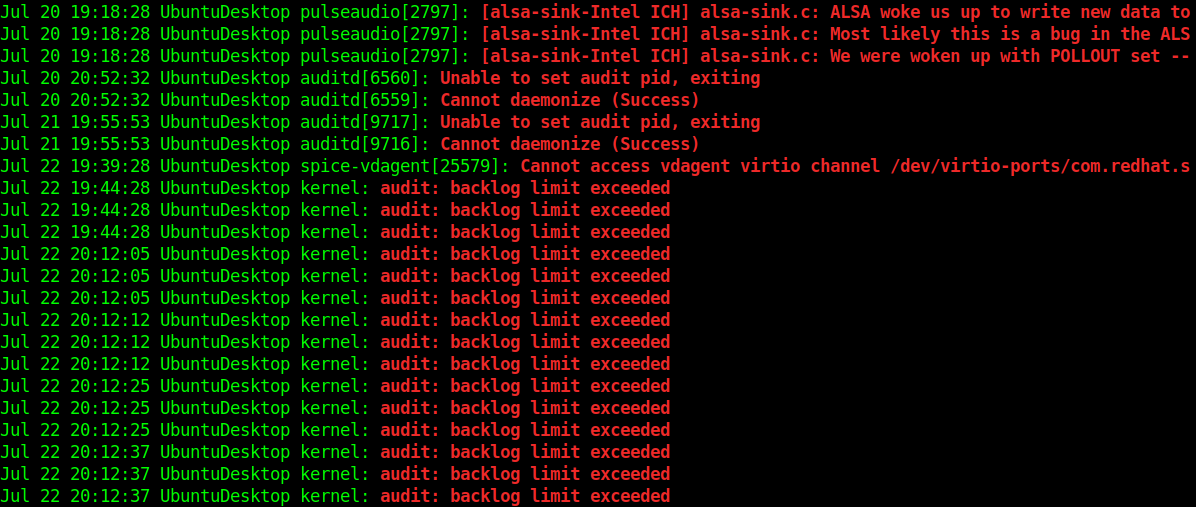 Jul 20 19:18:28 UbuntuDesktop pulseaudio[2797]: [alsa-sink-Intel ICH] alsa-sink.c: ALSA woke us up to write new data to
Jul 20 19:18:28 UbuntuDesktop pulseaudio[2797]: [alsa-sink-Intel ICH] alsa-sink.c: Most likely this is a bug in the ALS
Jul 20 19:18:28 UbuntuDesktop pulseaudio[2797]: [alsa-sink-Intel ICH] alsa-sink.c: We were woken up with POLLOUT set --
Jul 20 20:52:32 UbuntuDesktop auditd[6560]: Unable to set audit pid, exiting
Jul 20 20:52:32 UbuntuDesktop auditd[6559]: Cannot daemonize (Success)
Jul 21 19:55:53 UbuntuDesktop auditd[9717]: Unable to set audit pid, exiting
Jul 21 19:55:53 UbuntuDesktop auditd[9716]: Cannot daemonize (Success)
Jul 22 19:39:28 UbuntuDesktop spice-vdagent[25579]: Cannot access vdagent virtio channel /dev/virtio-ports/com.redhat.s
Jul 22 19:44:28 UbuntuDesktop kernel: audit: backlog limit exceeded
Jul 22 19:44:28 UbuntuDesktop kernel: audit: backlog limit exceeded
Jul 22 19:44:28 UbuntuDesktop kernel: audit: backlog limit exceeded
Jul 22 20:12:05 UbuntuDesktop kernel: audit: backlog limit exceeded
Jul 22 20:12:05 UbuntuDesktop kernel: audit: backlog limit exceeded
Jul 22 20:12:05 UbuntuDesktop kernel: audit: backlog limit exceeded
Jul 22 20:12:12 UbuntuDesktop kernel: audit: backlog limit exceeded
Jul 22 20:12:12 UbuntuDesktop kernel: audit: backlog limit exceeded
Jul 22 20:12:12 UbuntuDesktop kernel: audit: backlog limit exceeded
Jul 22 20:12:25 UbuntuDesktop kernel: audit: backlog limit exceeded
Jul 22 20:12:25 UbuntuDesktop kernel: audit: backlog limit exceeded
Jul 22 20:12:25 UbuntuDesktop kernel: audit: backlog limit exceeded
Jul 22 20:12:37 UbuntuDesktop kernel: audit: backlog limit exceeded
Jul 22 20:12:37 UbuntuDesktop kernel: audit: backlog limit exceeded
Jul 22 20:12:37 UbuntuDesktop kernel: audit: backlog limit exceeded